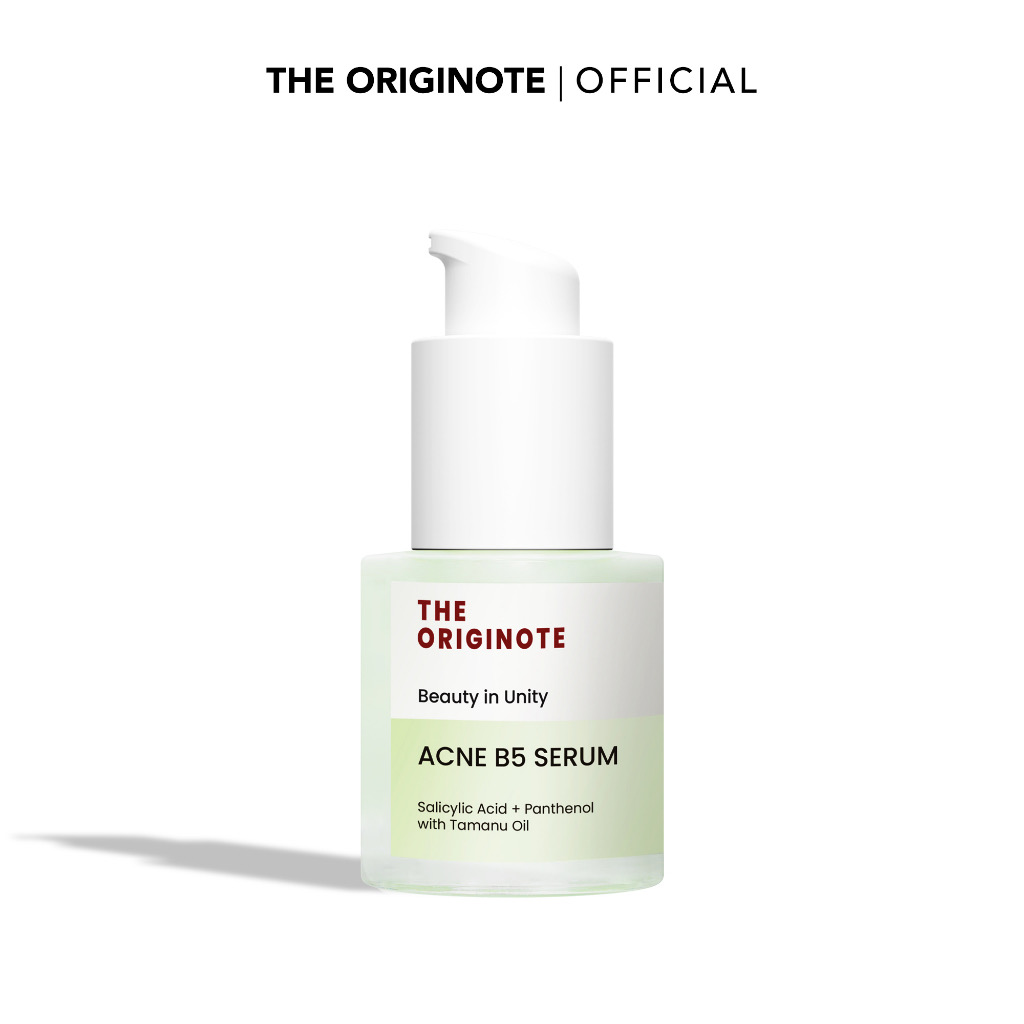 THE ORIGINOTE | OFFICIAL
THE
ORIGINOTE
Beauty in Unity
ACNE B5 SERUM
Salicylic Acid + Panthenol
with Tamanu Oil